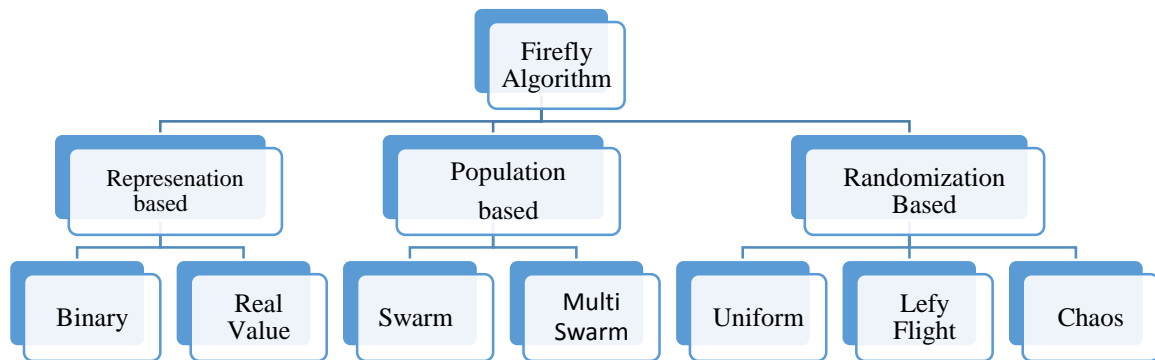 Firefly
Algorithm
Represenation
based
Population
based
Randomization
Based
Binary
Real
Value
Swarm
Multi
Swarm
Uniform
Lefy
Flight
Chaos